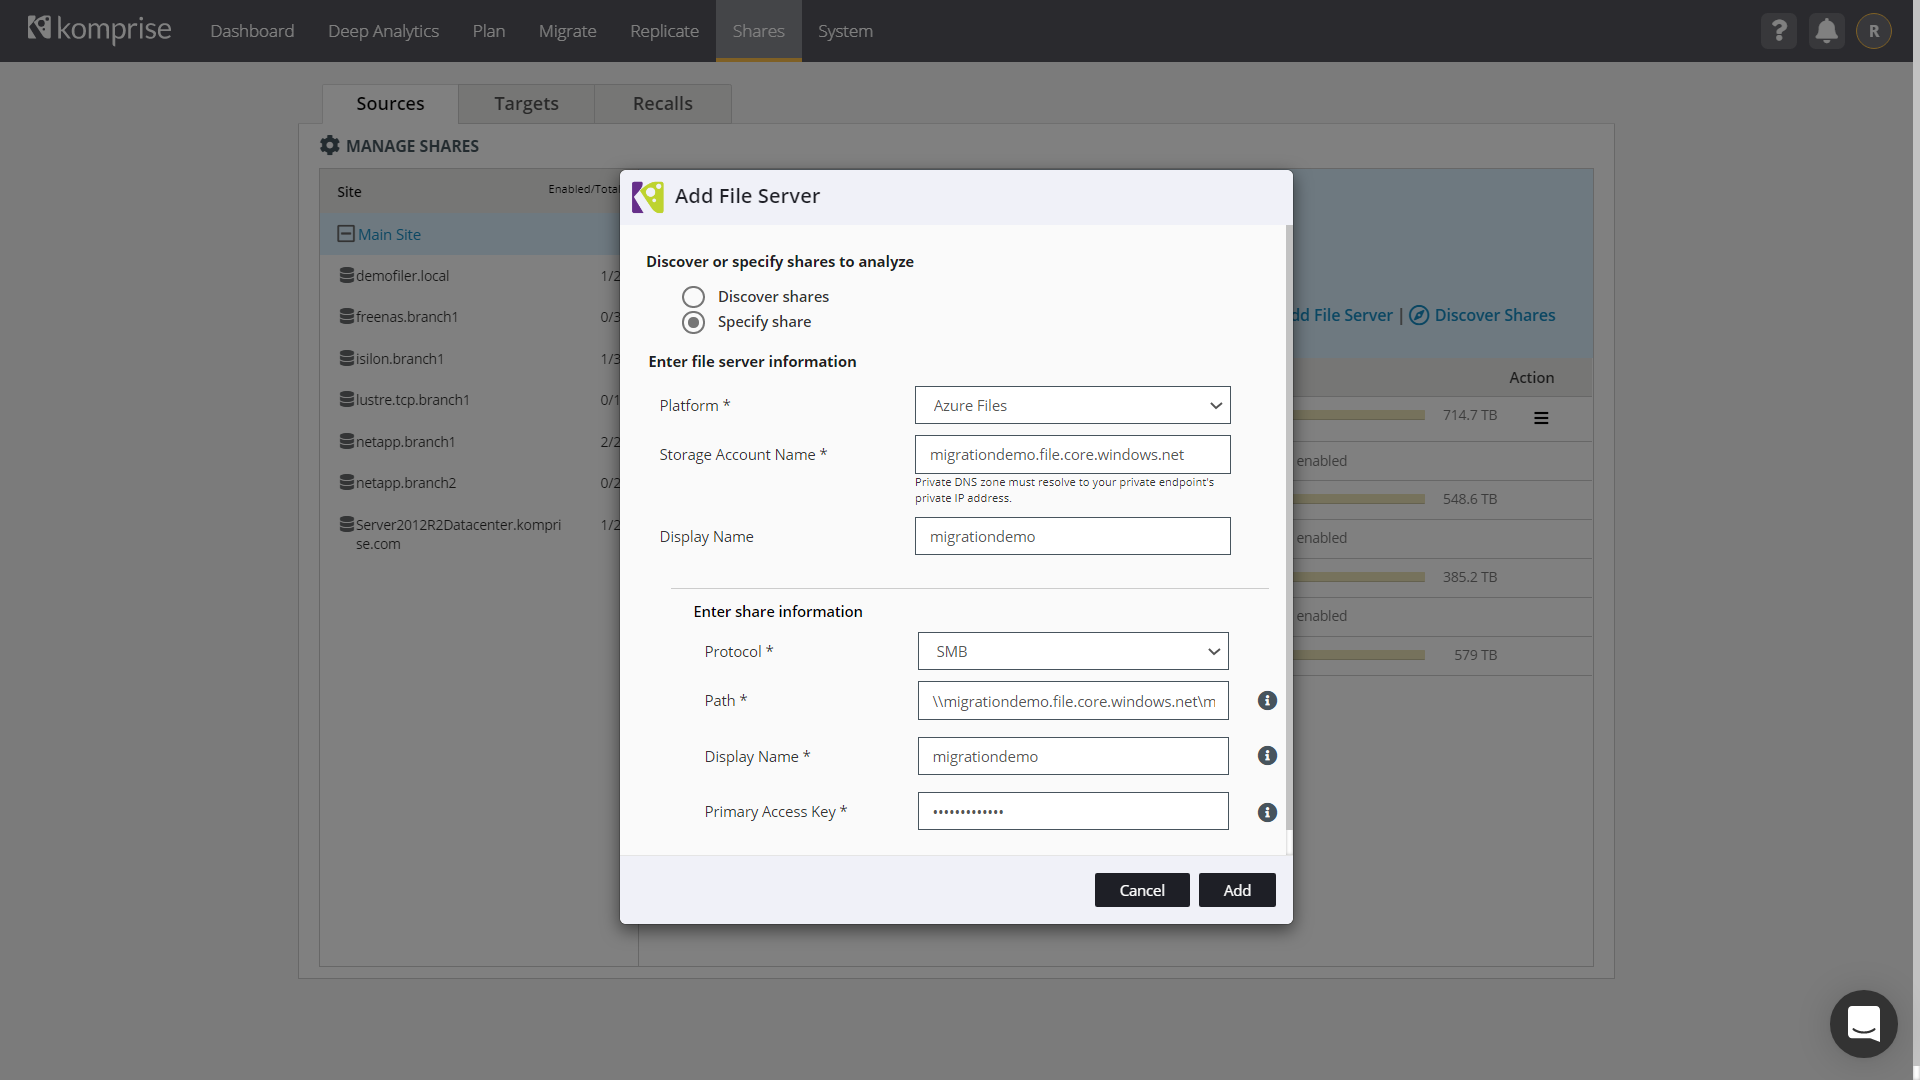 komprise
Dashboard
Deep Analytics
Plan
Migrate
Replicate
Shares
System
?
R
Sources
Targets
Recalls
MANAGE SHARES
Site
Enabled/Tota
Main Site
demofiler.local
1/2
freenas.branch1
0/3
isilon.branch1
1/3
lustre.tcp.branch1
0/1
netapp.branch1
2/2
netapp.branch2
0/2
Server2012R2Datacenter.kompri
se.com
1/2
Add File Server
Discover or specify shares to analyze
Discover shares
Specify share
Enter file server information
Platform *
Azure Files
Storage Account Name *
migrationdemo.file.core.windows.net
Private DNS zone must resolve to your private endpoint's
private IP address.
Display Name
migrationdemo
Enter share information
Protocol *
SMB
Path *
\\migrationdemo.file.core.windows.net\m
Display Name *
migrationdemo
Primary Access Key *
•••••••••••••
Cancel
Add
dd File Server | Discover Shares
Action
714.7 TB
enabled
548.6 TB
enabled
385.2 TB
enabled
579 TB